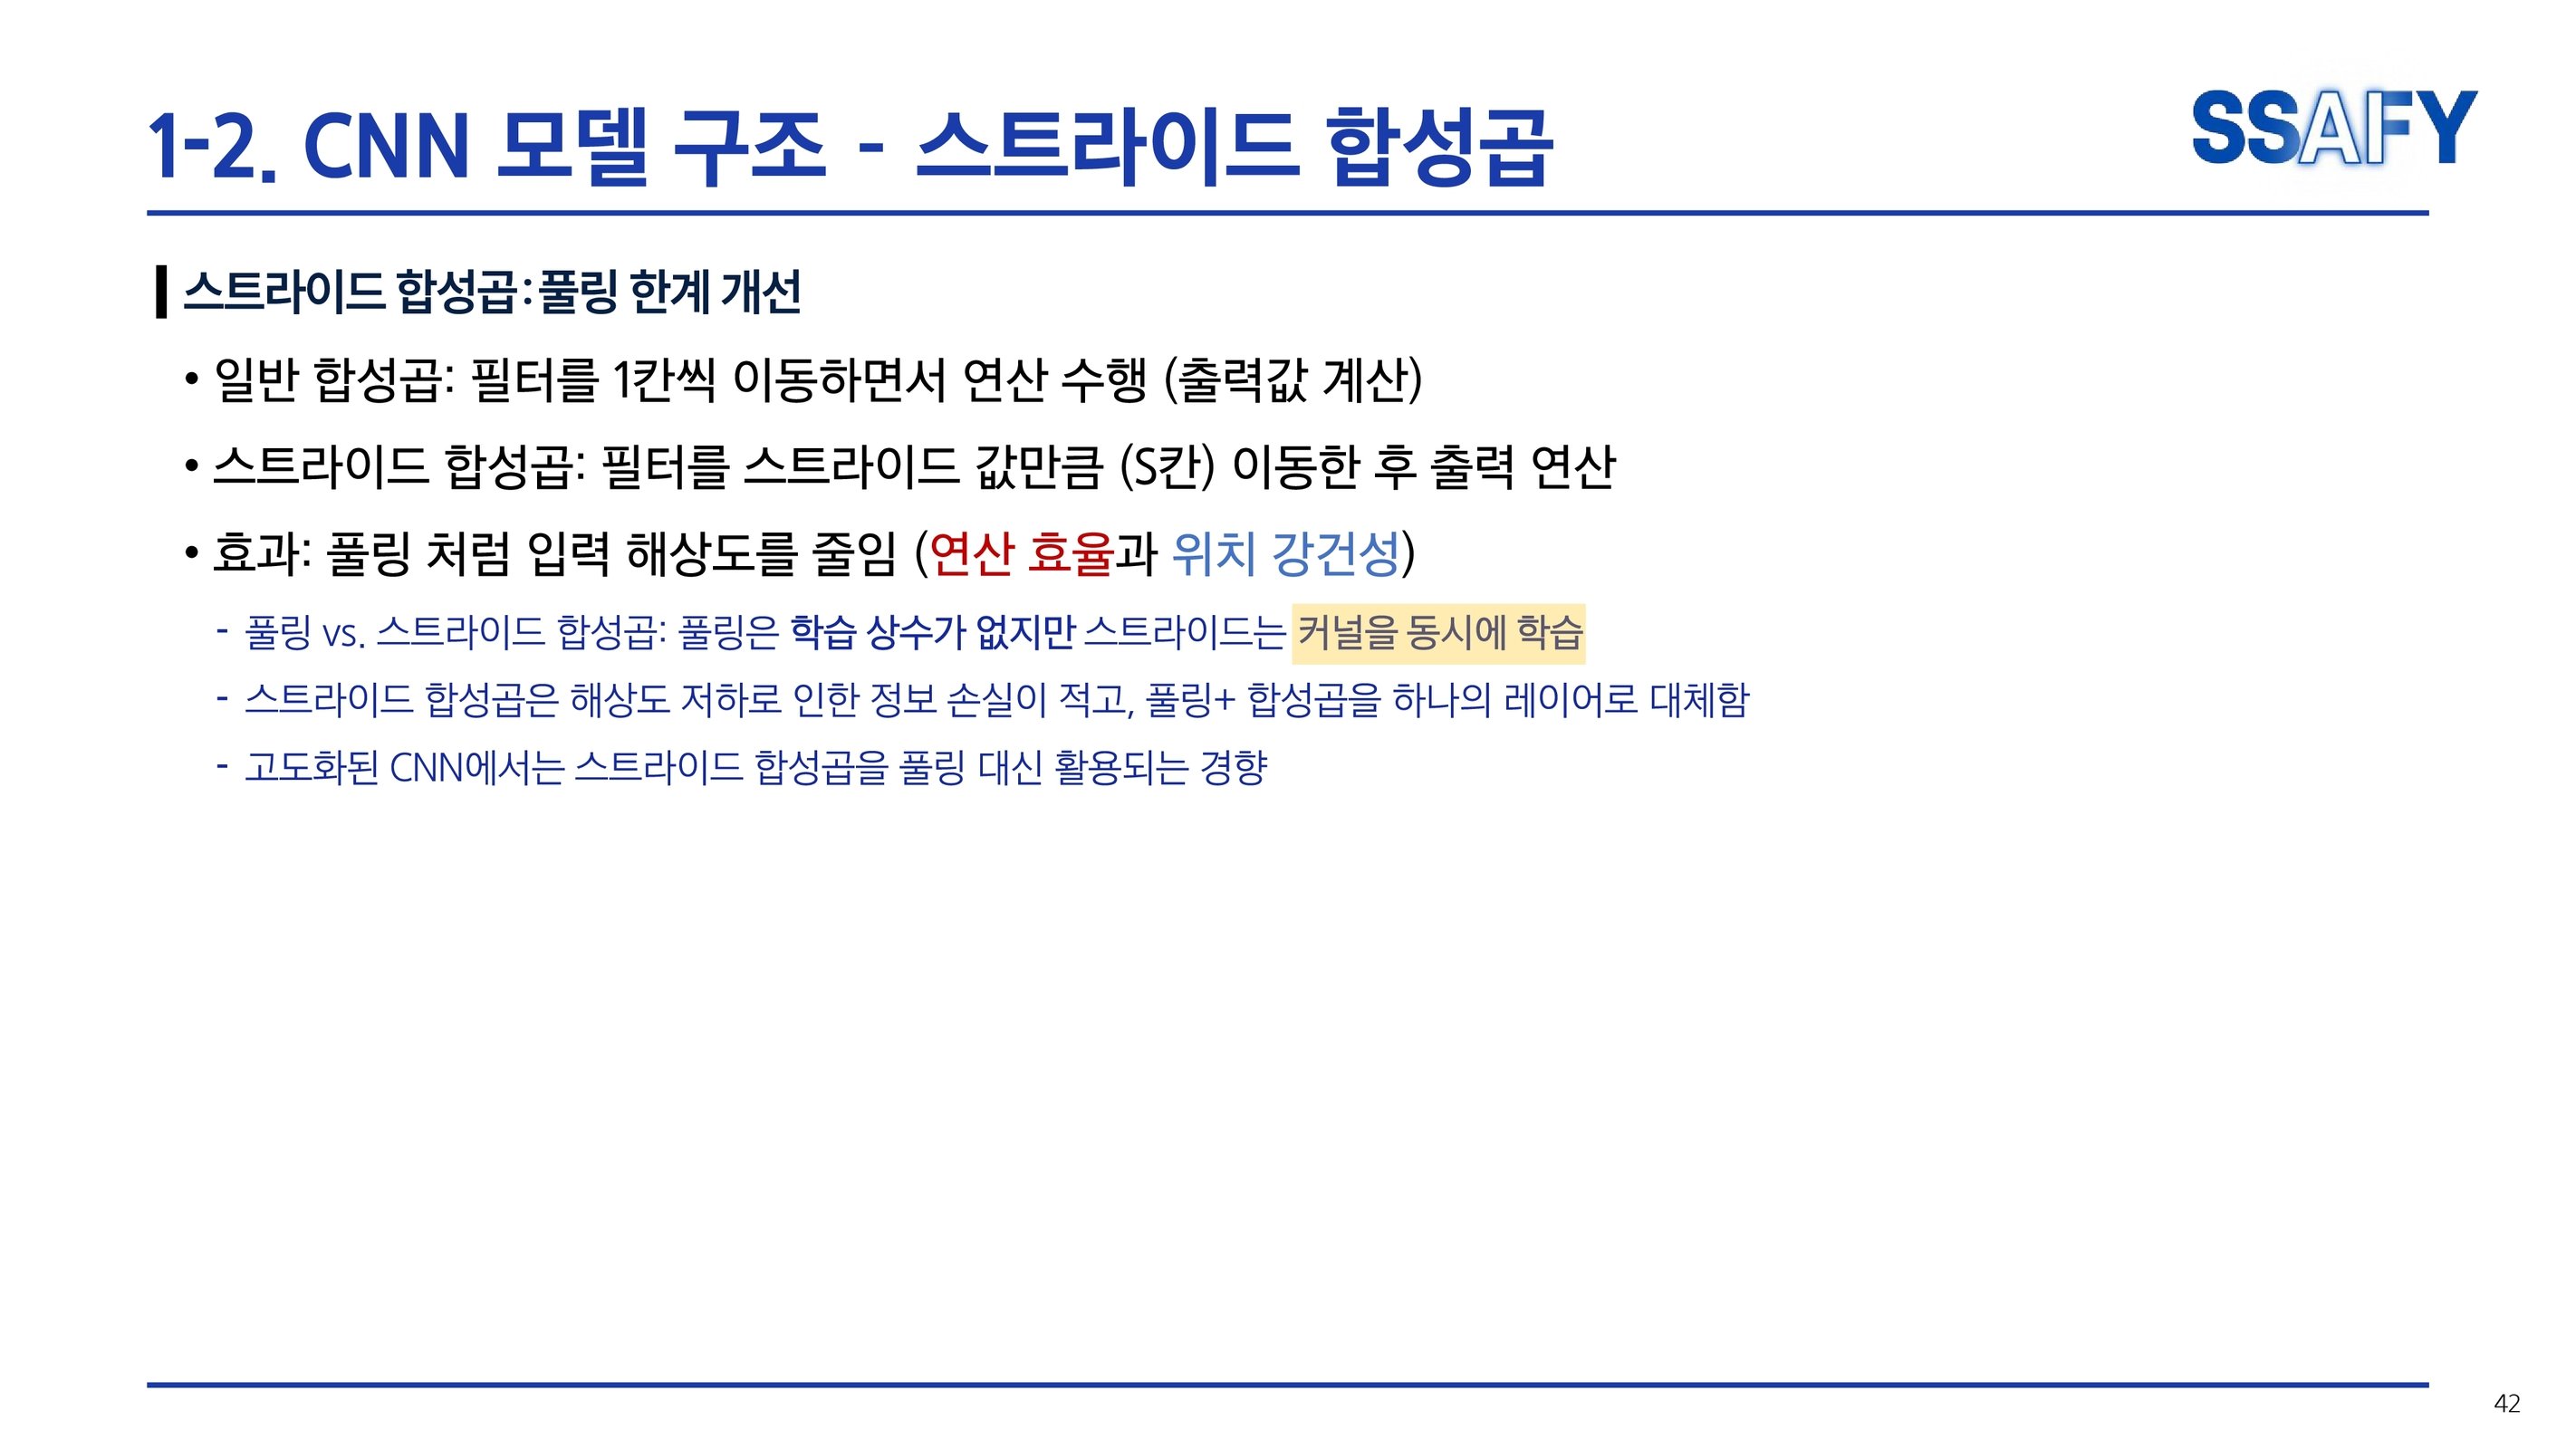 1-2. CNN 모델 구조 - 스트라이드 합성곱
SSAFY
스트라이드 합성곱:풀링 한계 개선
• 일반 합성곱: 필터를 1칸씩 이동하면서 연산 수행 (출력값 계산)
• 스트라이드 합성곱: 필터를 스트라이드 값만큼 (S칸) 이동한 후 출력 연산
• 효과: 풀링 처럼 입력 해상도를 줄임 (연산 효율과 위치 강건성)
- 풀링 vs. 스트라이드 합성곱: 풀링은 학습 상수가 없지만 스트라이드는 커널을 동시에 학습
- 스트라이드 합성곱은 해상도 저하로 인한 정보 손실이 적고, 풀링+ 합성곱을 하나의 레이어로 대체함
- 고도화된 CNN에서는 스트라이드 합성곱을 풀링 대신 활용되는 경향
42